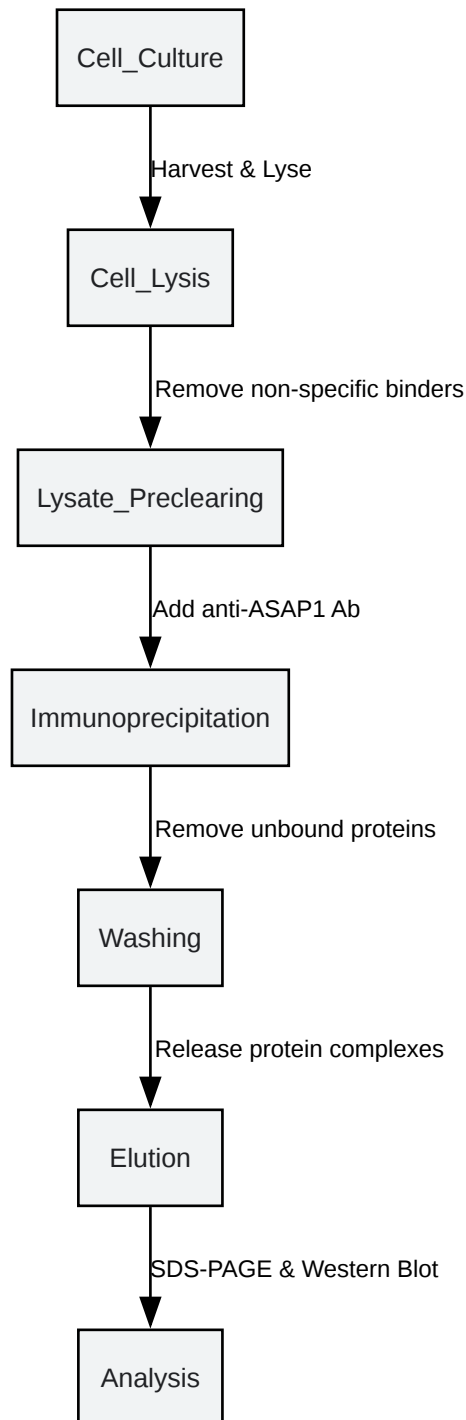 Cell_Culture
Harvest & Lyse
Cell_Lysis
Remove non-specific binders
Lysate_Preclearing
Add anti-ASAP1 Ab
Immunoprecipitation
Remove unbound proteins
Washing
Release protein complexes
Elution
SDS-PAGE & Western Blot
Analysis